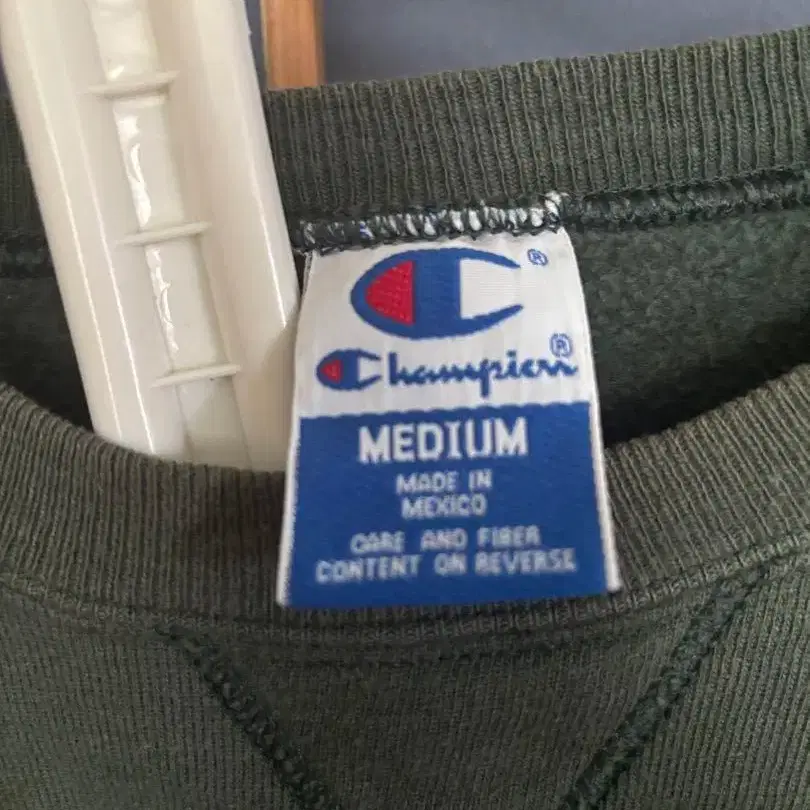 ®
Champion®
MEDIUM
MADE IN
MEXICO
CARE AND FIBER
CONTENT ON REVERSE